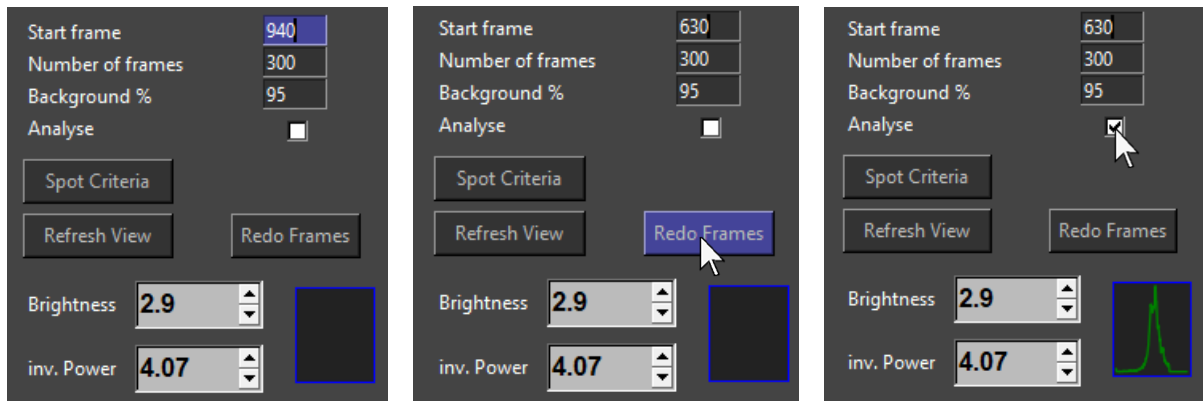 Start frame 940
Number of frames 300
Background % 95
Analyse
Spot Criteria
Refresh View Redo Frames
Brightness 2.9
inv. Power 4.07
Start frame 630
Number of frames 300
Background % 95
Analyse
Spot Criteria
Refresh View Redo Frames
Brightness 2.9
inv. Power 4.07
Start frame 630
Number of frames 300
Background % 95
Analyse
Spot Criteria
Refresh View Redo Frames
Brightness 2.9
inv. Power 4.07